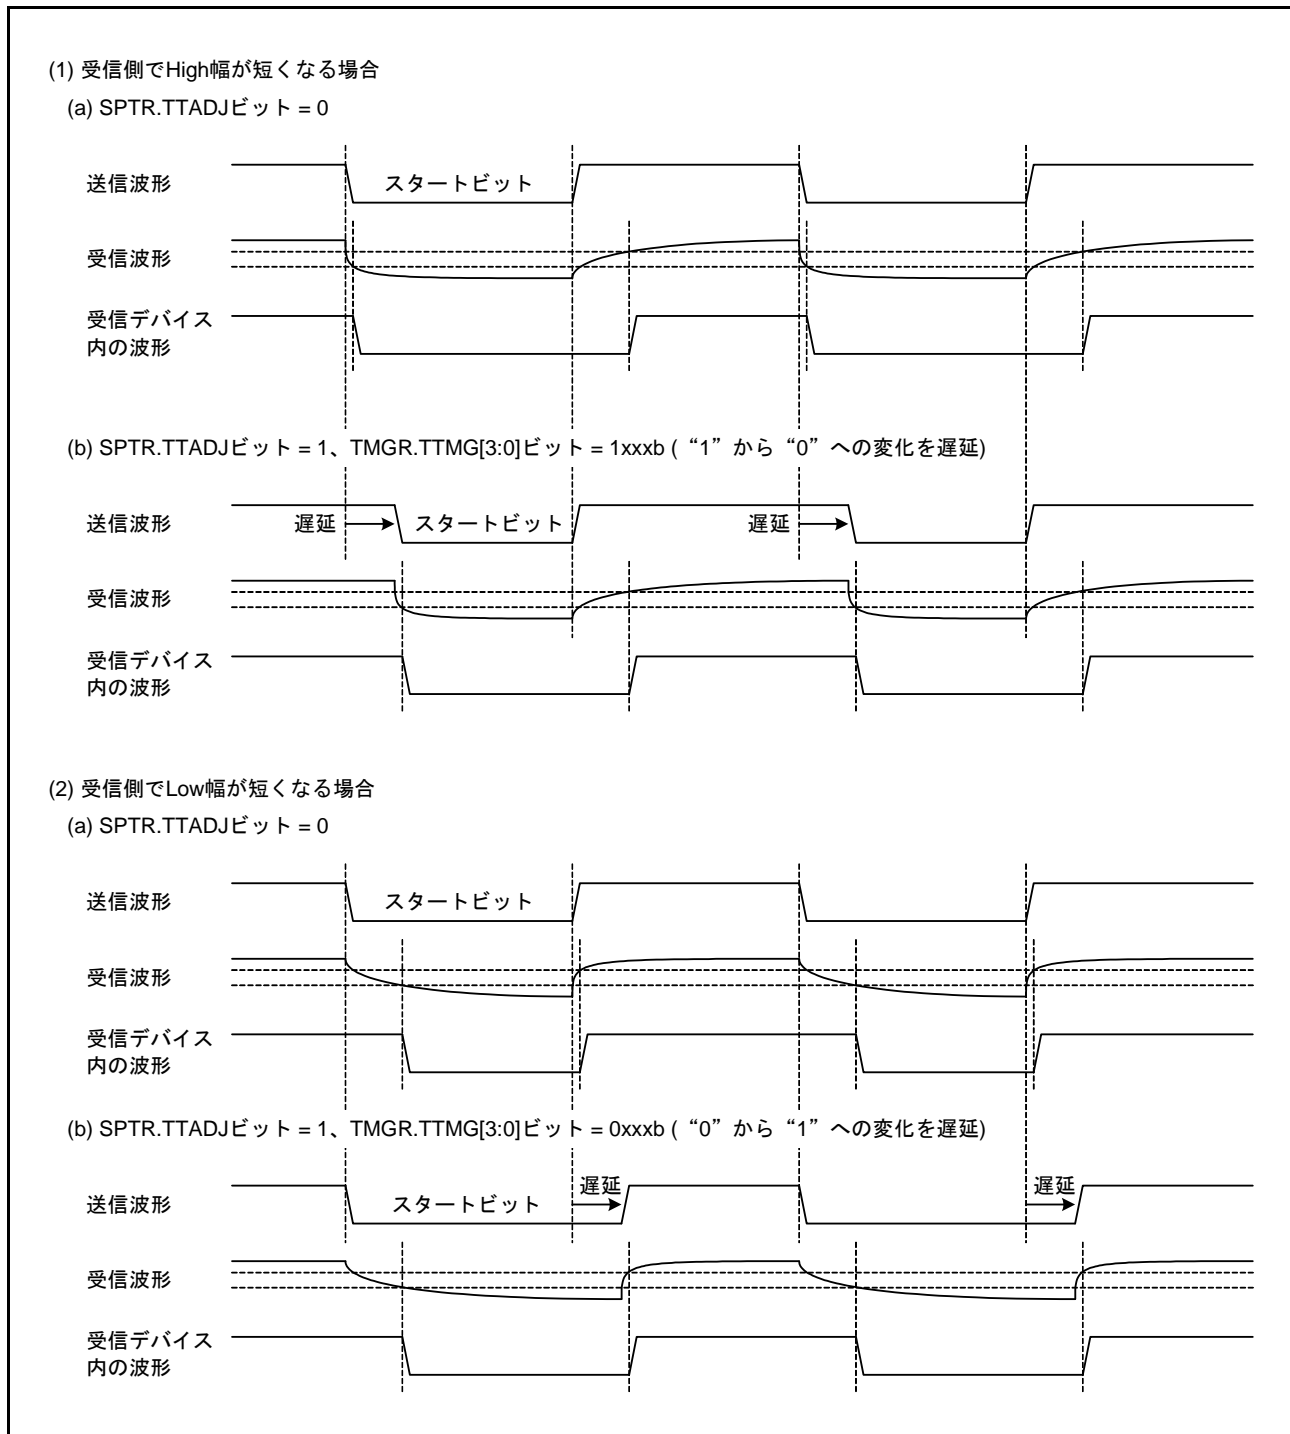 (1) 受信側でHigh幅が短くなる場合
(a) SPTR.TTADJビット = 0
送信波形
スタートビット
受信波形
受信デバイス
内の波形
(b) SPTR.TTADJビット = 1、TMGR.TTMG[3:0]ビット = 1xxxb (“1”から“0”への変化を遅延)
送信波形
遅延
スタートビット
遅延
受信波形
受信デバイス
内の波形
(2) 受信側でLow幅が短くなる場合
(a) SPTR.TTADJビット = 0
送信波形
スタートビット
受信波形
受信デバイス
内の波形
(b) SPTR.TTADJビット = 1、TMGR.TTMG[3:0]ビット = 0xxxb (“0”から“1”への変化を遅延)
送信波形
スタートビット
遅延
遅延
受信波形
受信デバイス
内の波形